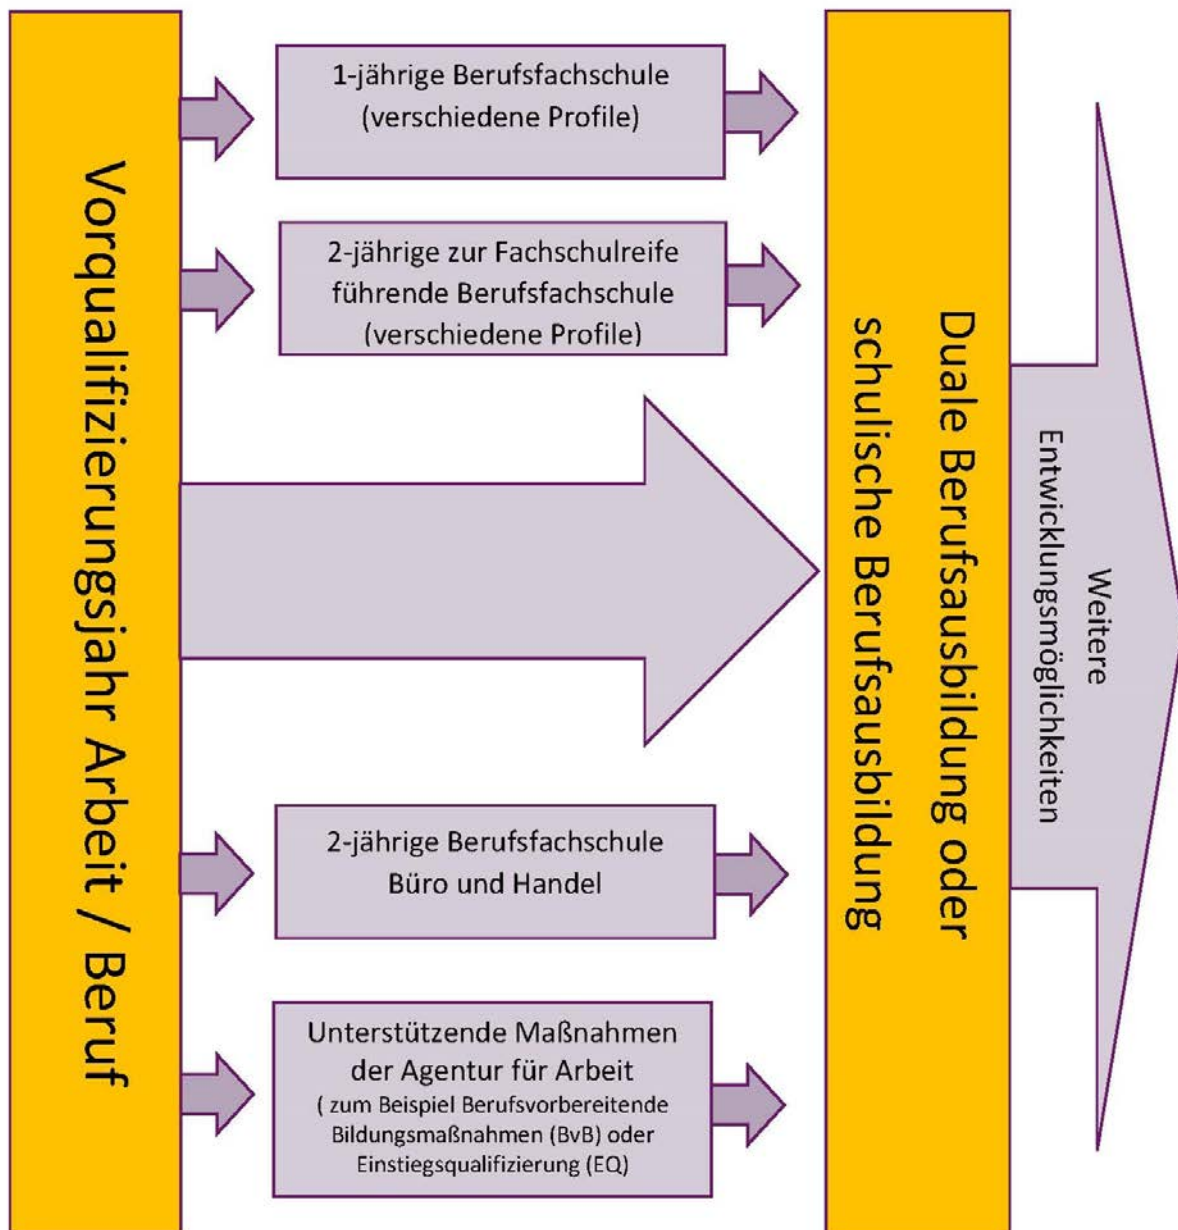 Vorqualifizierungsjahr Arbeit / Beruf
1-jährige Berufsfachschule
(verschiedene Profile)
2-jährige zur Fachschulreife
führende Berufsfachschule
(verschiedene Profile)
2-jährige Berufsfachschule
Büro und Handel
Unterstützende Maßnahmen
der Agentur für Arbeit
( zum Beispiel Berufsvorbereitende
Bildungsmaßnahmen (BvB) oder
Einstiegsqualifizierung (EQ)
Duale Berufsausbildung oder
schulische Berufsausbildung
Weitere
Entwicklungsmöglichkeiten